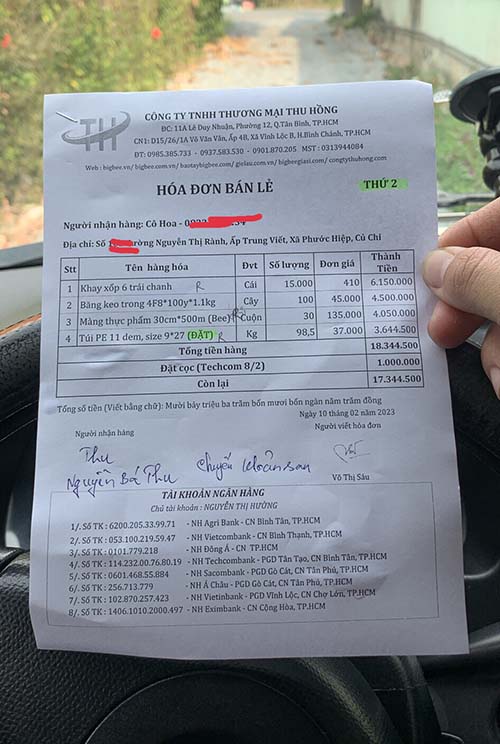 TH
CÔNG TY TNHH THƯƠNG MẠI THU HỒNG
ĐC: 11A Lê Duy Nhuận, Phường 12, Q.Tân Bình, TP.HCM
CN1: D15/26/1A Võ Văn Vân, Ấp 4B, Xã Vĩnh Lộc B, H.Bình Chánh, TP.HCM
ĐT: 0985.385.733 - 0937.583.530 - 0901.870.205 MST: 0313944084
Web : bigbee.vn/ bigbee.com.vn/ baotaybigbee.com/ gielau.com.vn/ bigbergiasi.com/ congtythuhong.com
HÓA ĐƠN BÁN LẺ THỨ 2
Người nhận hàng: Cô Hoa -
Địa chỉ: Số Đường Nguyễn Thị Rành, Ấp Trung Viết, Xã Phước Hiệp, Củ Chi
Stt Tên hàng hóa Đvt Số lượng Đơn giá Thành Tiền
1 Khay xốp 6 trái chanh R Cái 15.000 410 6.150.000
2 Băng keo trong 4F8*100y*1.1kg Cây 100 45.000 4.500.000
3 Màng thực phẩm 30cm*500m (Bee) R Cuộn 30 135.000 4.050.000
4 Túi PE 11 dem, size 9*27 (ĐẶT) R Kg 98,5 37.000 3.644.500
Tổng tiền hàng 18.344.500
Đặt cọc (Techcom 8/2) 1.000.000
Còn lại 17.344.500
Tổng số tiền (Viết bằng chữ): Mười bảy triệu ba trăm bốn mươi bốn ngàn năm trăm đồng
Ngày 10 tháng 02 năm 2023
Người nhận hàng Người viết hóa đơn
Thu
Nguyễn Bá Thu chuyển khoản sau
Võ Thị Sáu
TÀI KHOẢN NGÂN HÀNG
Chủ tài khoản : NGUYỄN THỊ HƯỜNG
1/. Số TK : 6200.205.33.99.71 - NH Agri Bank - CN Bình Tân, TP.HCM
2/. Số TK : 053.100.219.59.47 - NH Vietcombank - CN Bình Thạnh, TP.HCM
3/. Số TK : 0101.779.218 - NH Đông Á - CN TP.HCM
4/. Số TK : 114.232.00.76.80.19 - NH Techcombank - PGD Tân Tạo, CN Bình Tân, TP.HCM
5/. Số TK : 0601.468.55.884 - NH Sacombank - PGD Gò Cát, CN Tân Phú, TP.HCM
6/. Số TK : 256.713.779 - NH Á Châu - PGD Gò Cát, CN Tân Phú, TP.HCM
7/. Số TK : 102.870.257.423 - NH Vietinbank - PGD Vĩnh Lộc, CN Chợ Lớn, TP.HCM
8/. Số TK : 1406.1010.2000.497 - NH Eximbank - CN Cộng Hòa, TP.HCM